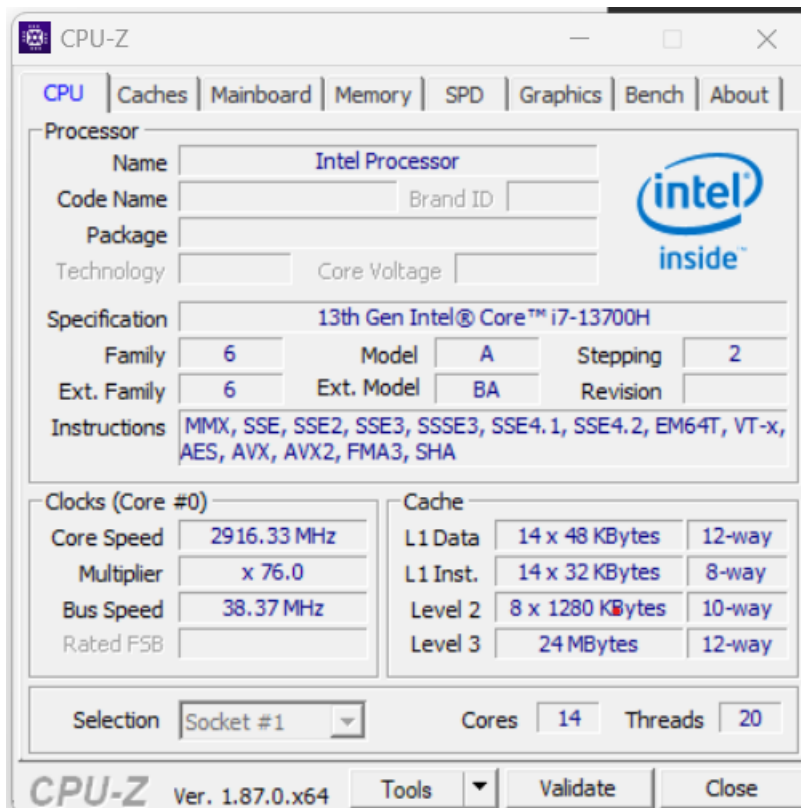 CPU-Z
CPU Caches Mainboard Memory SPD Graphics Bench About
Processor
Name Intel Processor
Code Name Brand ID
Package
Technology Core Voltage
intel®
inside™
Specification 13th Gen Intel® Core™ i7-13700H
Family 6 Model A Stepping 2
Ext. Family 6 Ext. Model BA Revision
Instructions MMX, SSE, SSE2, SSE3, SSSE3, SSE4.1, SSE4.2, EM64T, VT-x,
AES, AVX, AVX2, FMA3, SHA
Clocks (Core #0)
Core Speed 2916.33 MHz
Multiplier x 76.0
Bus Speed 38.37 MHz
Rated FSB
Cache
L1 Data 14 x 48 KBytes 12-way
L1 Inst. 14 x 32 KBytes 8-way
Level 2 8 x 1280 KBytes 10-way
Level 3 24 MBytes 12-way
Selection Socket #1 Cores 14 Threads 20
CPU-Z Ver. 1.87.0.x64 Tools Validate Close